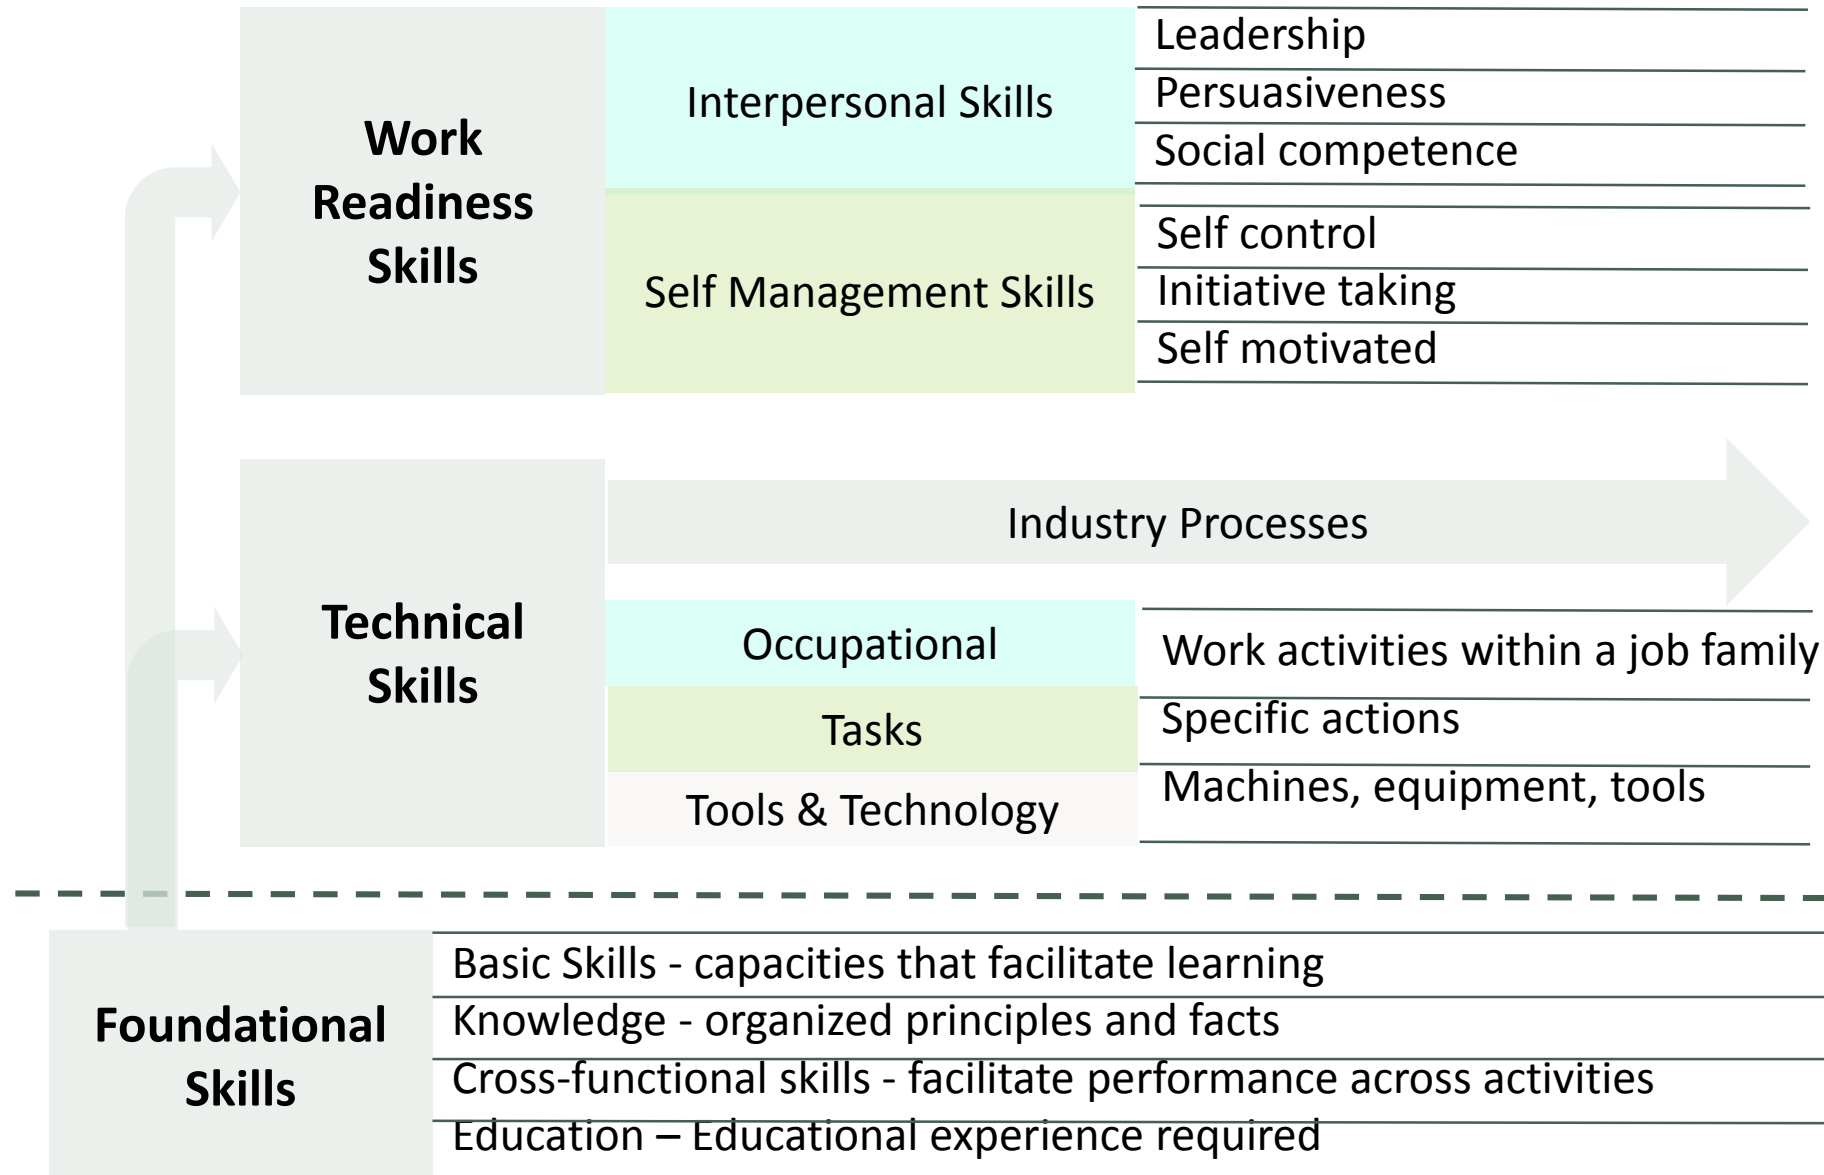 Work
Readiness
Skills
Interpersonal Skills
Leadership
Persuasiveness
Social competence
Self Management Skills
Self control
Initiative taking
Self motivated
Technical
Skills
Industry Processes
Occupational
Work activities within a job family
Tasks
Specific actions
Tools & Technology
Machines, equipment, tools
Foundational
Skills
Basic Skills - capacities that facilitate learning
Knowledge - organized principles and facts
Cross-functional skills - facilitate performance across activities
Education – Educational experience required